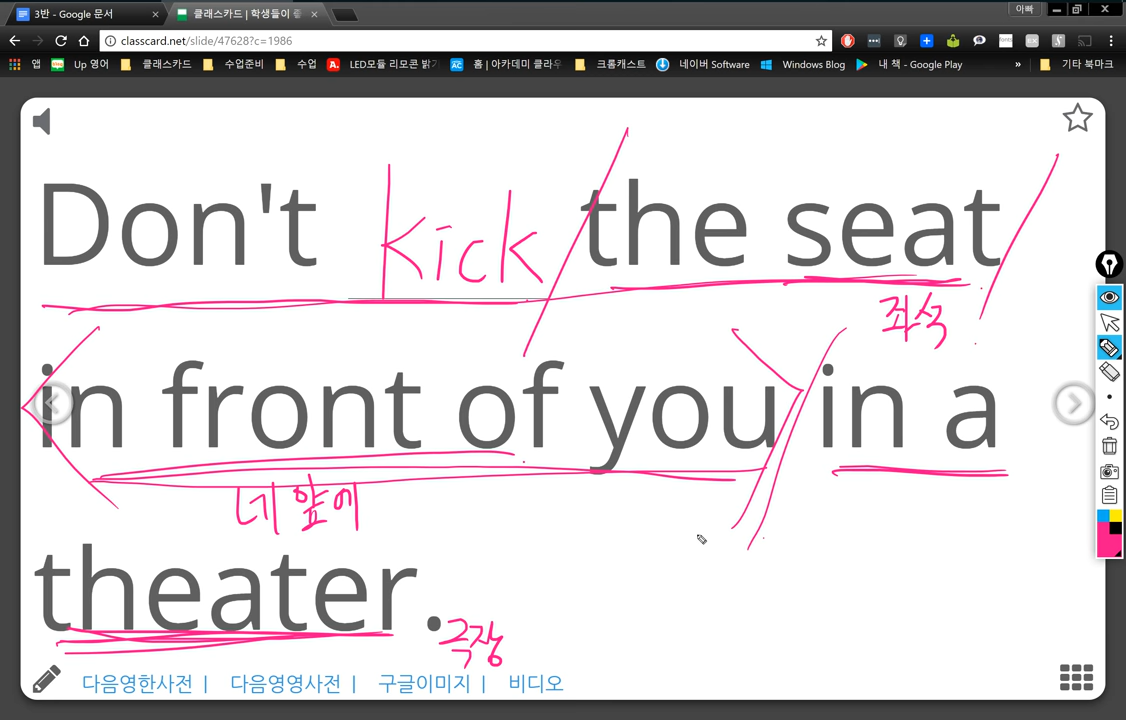 3반 - Google 문서
클래스카드 | 학생들이
아빠
classcard.net/slide/47628?c=1986
앱 Up 영어 클래스카드 수업준비 수업 LED모듈 리모콘 밝기 홈 | 아카데미 클라우 크롬캐스트 네이버 Software Windows Blog 내 책 - Google Play » 기타 북마크
Don't kick the seat
좌석
in front of you in a
네 앞에
theater.
극장
다음영한사전 | 다음영영사전 | 구글이미지 | 비디오